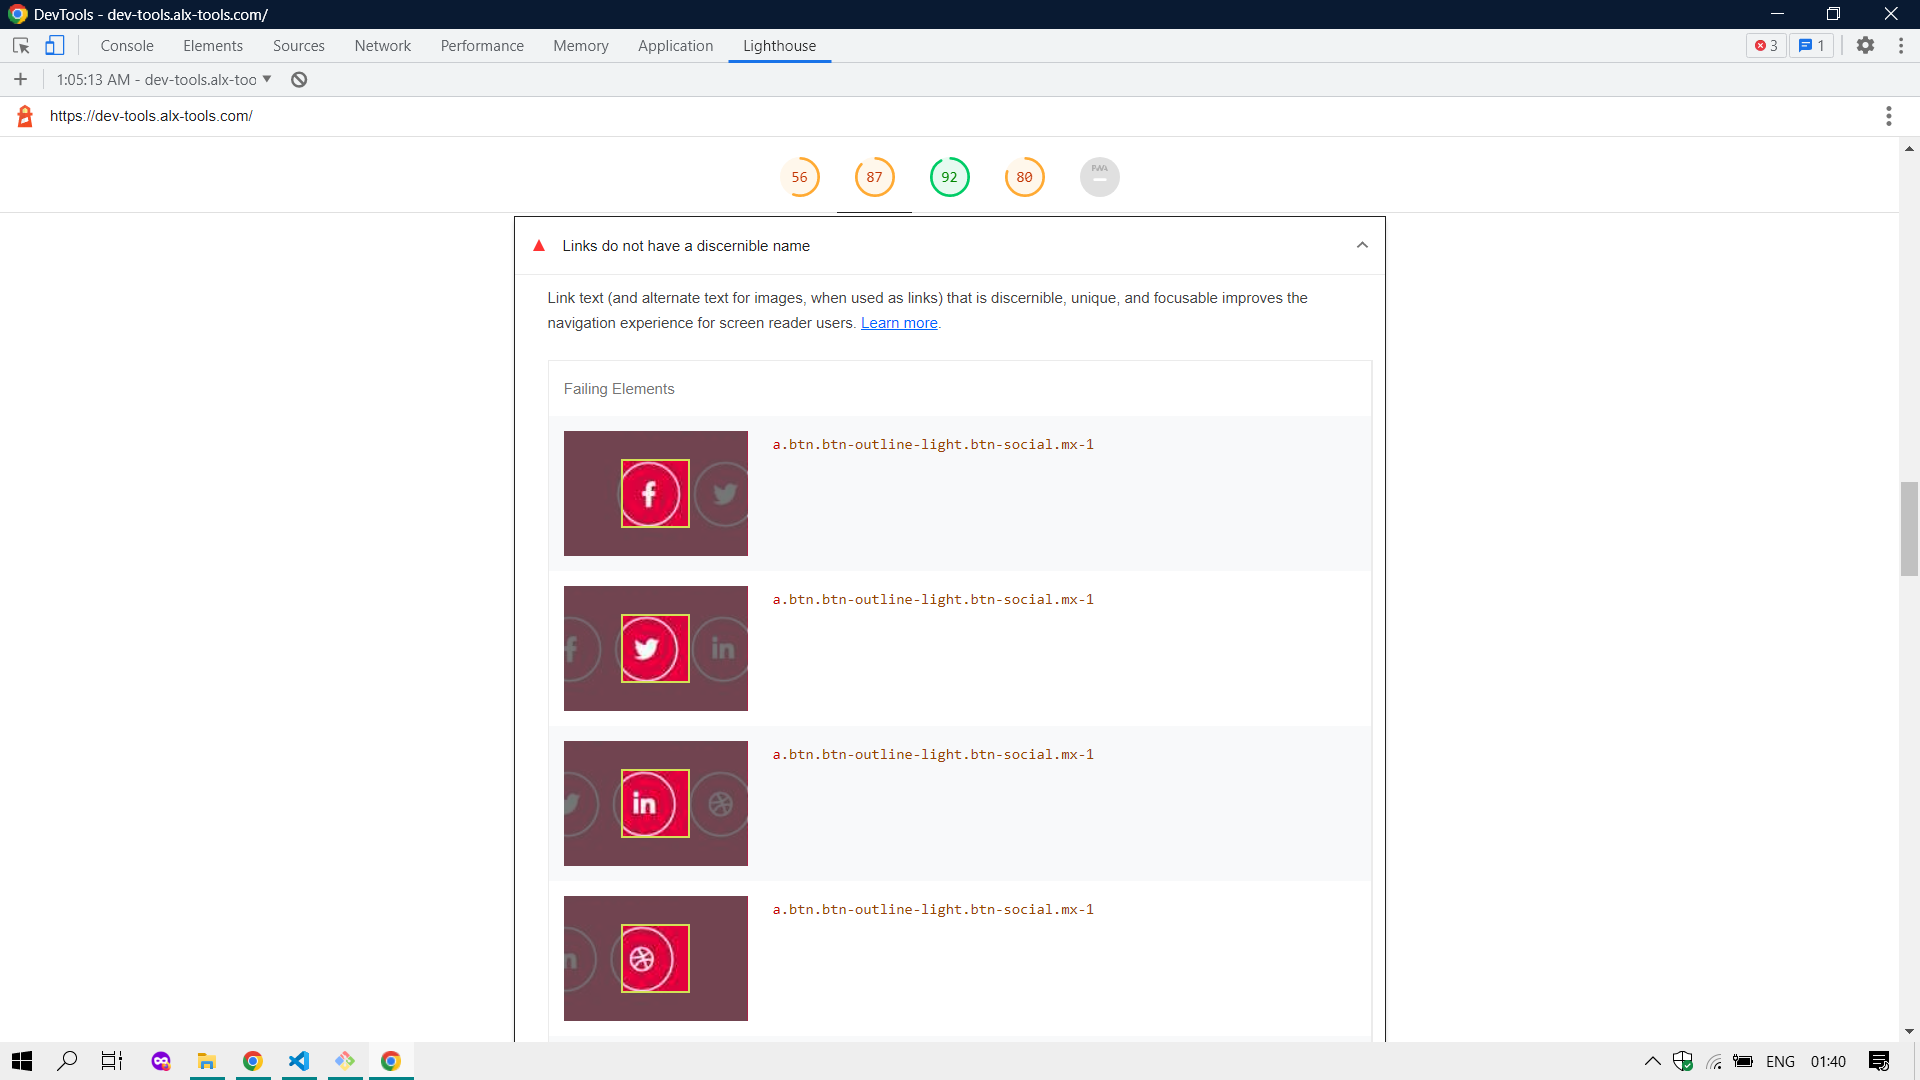 DevTools - dev-tools.alx-tools.com/
Console Elements Sources Network Performance Memory Application Lighthouse 3 1
1:05:13 AM - dev-tools.alx-too
https://dev-tools.alx-tools.com/
56 87 92 80 PWA
Links do not have a discernible name
Link text (and alternate text for images, when used as links) that is discernible, unique, and focusable improves the
navigation experience for screen reader users. Learn more.
Failing Elements
a.btn.btn-outline-light.btn-social.mx-1
a.btn.btn-outline-light.btn-social.mx-1
in
a.btn.btn-outline-light.btn-social.mx-1
in
a.btn.btn-outline-light.btn-social.mx-1
ENG 01:40